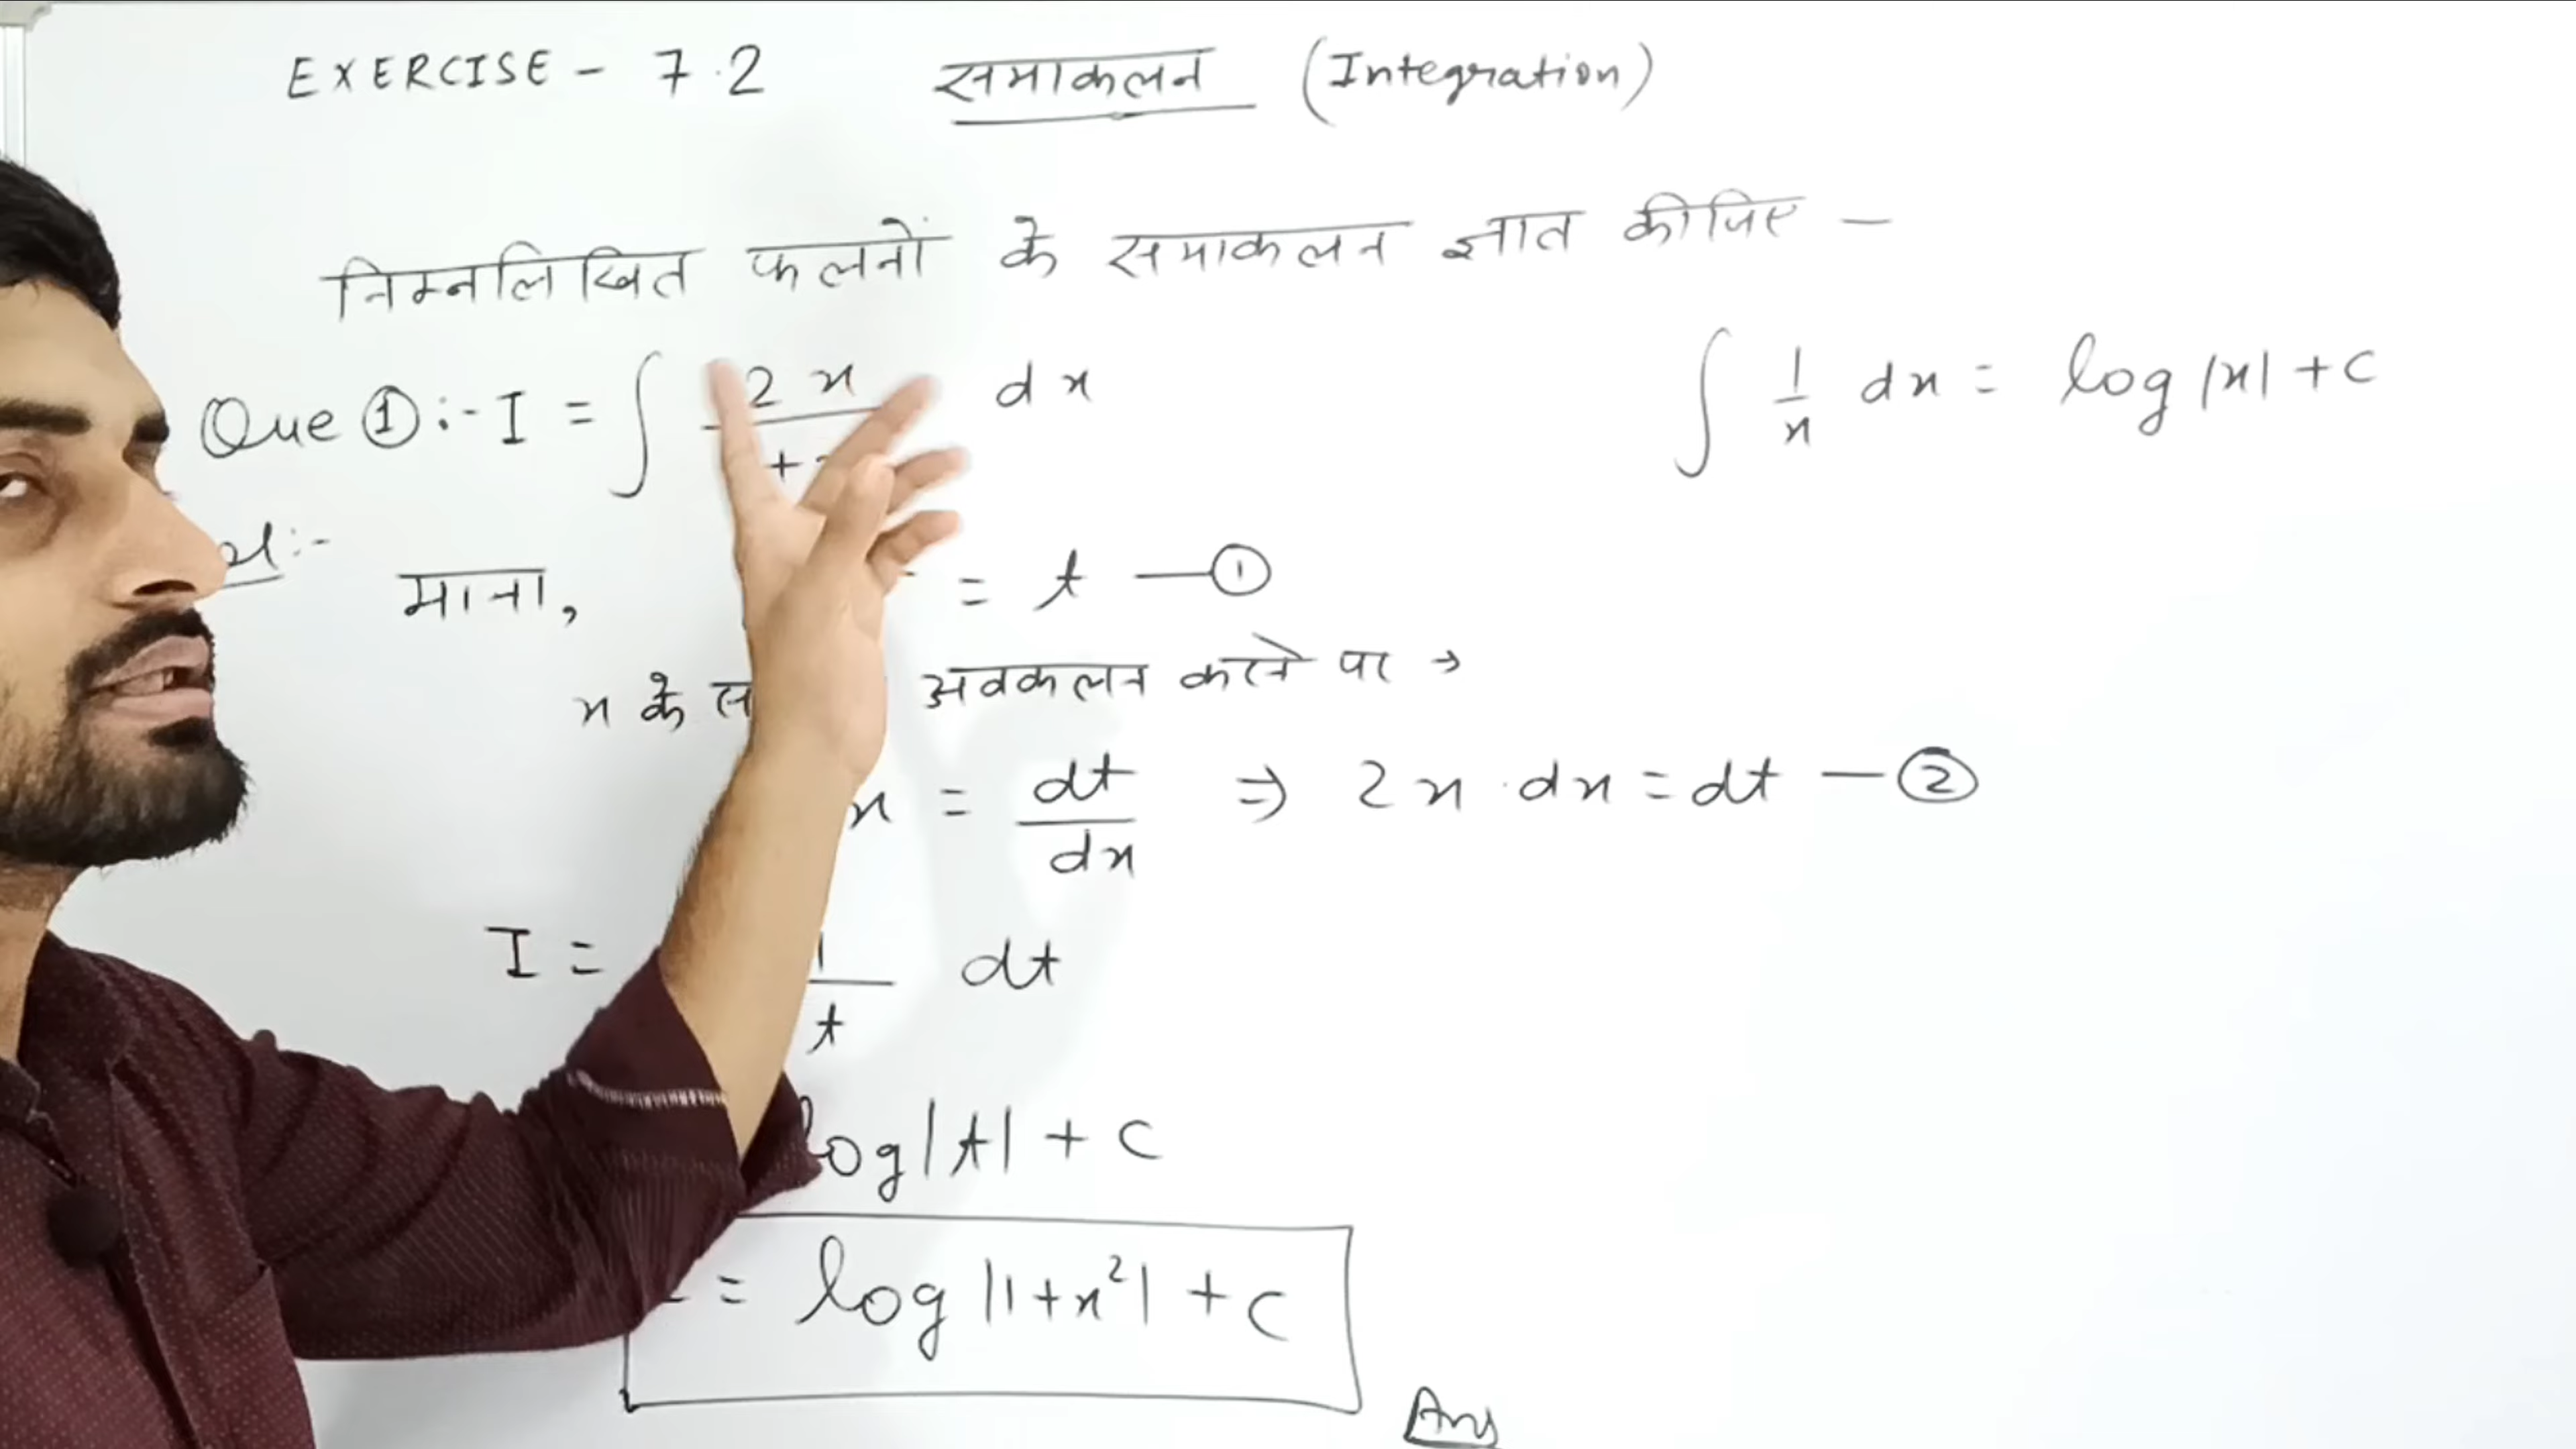 EXERCISE - 7.2 समाकलन (Integration)
निम्नलिखित फलनों के समाकलन ज्ञात कीजिए -
Que ①:- I = ∫ 2x / + dx
∫ 1/x dx = log |x| + c
माना, = t — ①
x के अवकलन करने पर →
x = dt/dx ⇒ 2x · dx = dt — ②
I = 1/t dt
log |t| + c
= log |1+x²| + c
Ans